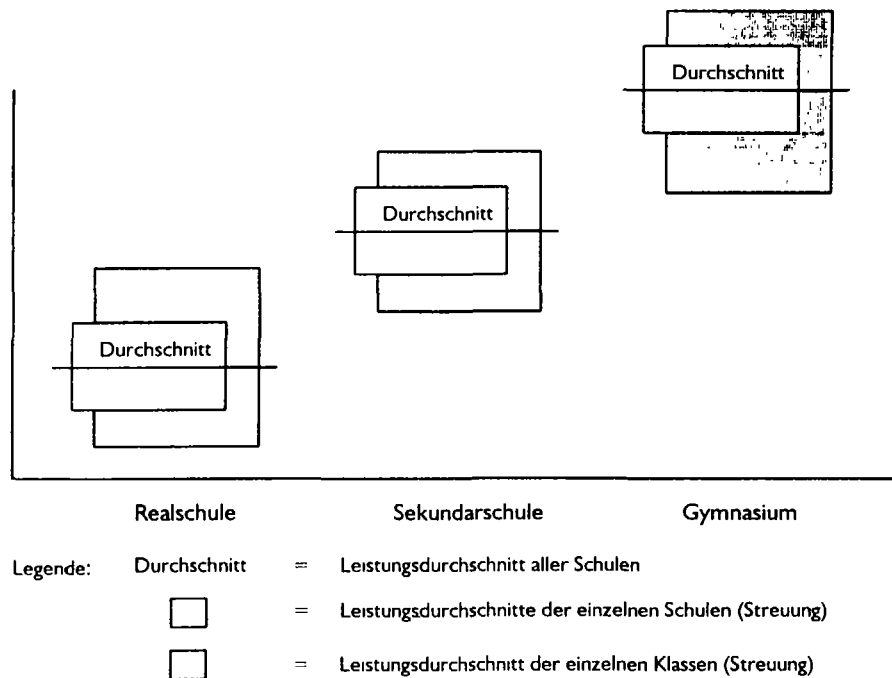 Durchschnitt
Durchschnitt
Durchschnitt
Realschule Sekundarschule Gymnasium
Legende: Durchschnitt = Leistungsdurchschnitt aller Schulen
= Leistungsdurchschnitte der einzelnen Schulen (Streuung)
= Leistungsdurchschnitt der einzelnen Klassen (Streuung)